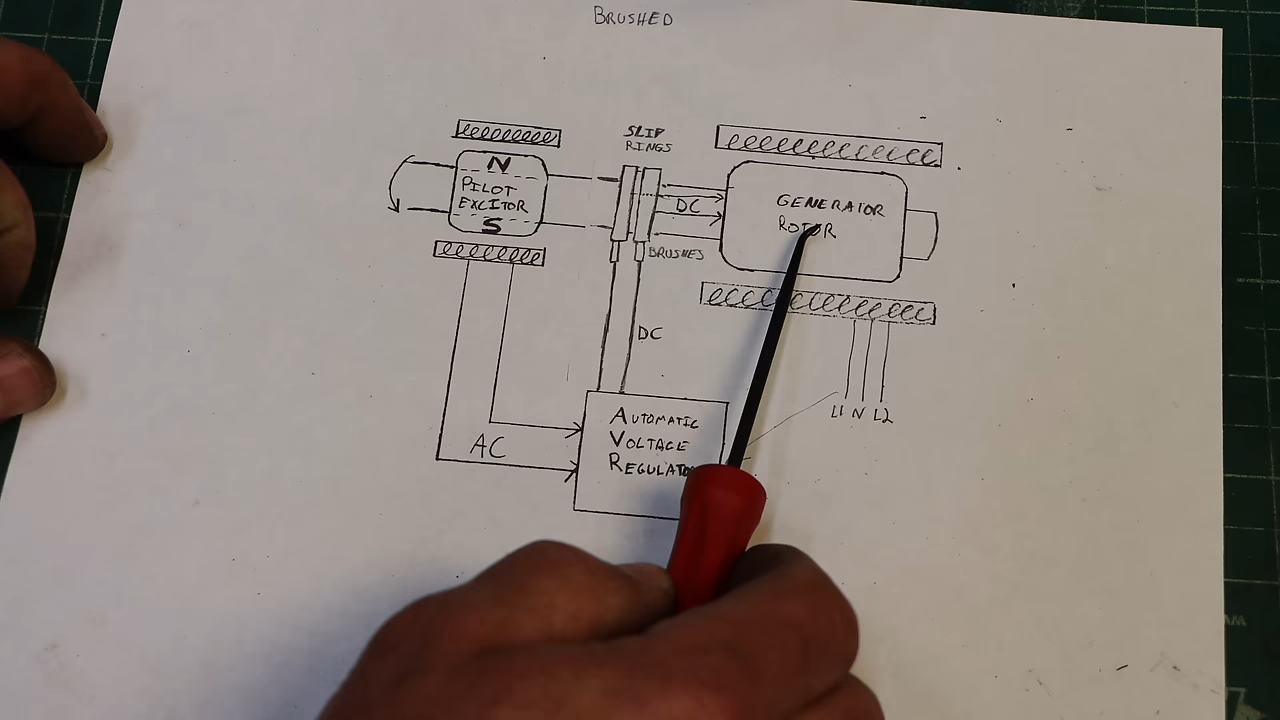 BRUSHED
SLIP
RINGS
N
PILOT
EXCITOR
S
DC
GENERATOR
ROTOR
BRUSHES
DC
L1 N L2
AUTOMATIC
VOLTAGE
AC